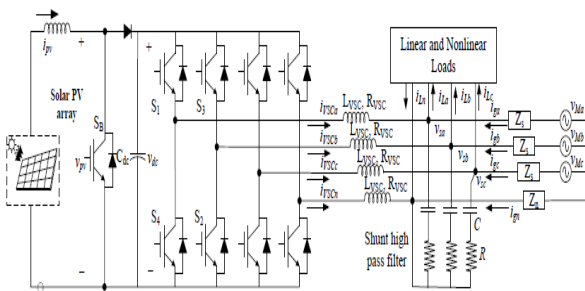 Linear and Nonlinear
Loads
i_pv
Solar PV
array
S_B
v_pv
C_dc
v_dc
+
+
−
−
S_1
S_3
S_4
S_2
i_VSCa
i_VSCb
i_VSCc
i_VSCn
L_VSC, R_VSC
L_VSC, R_VSC
L_VSC, R_VSC
L_VSC, R_VSC
i_Ln
i_La
i_Lb
i_Lc
v_sa
v_sb
v_sc
i_ga
i_gb
i_gc
i_gn
Z_s
Z_s
Z_s
Z_n
v_Ma
v_Mb
v_Mc
Shunt high
pass filter
C
R